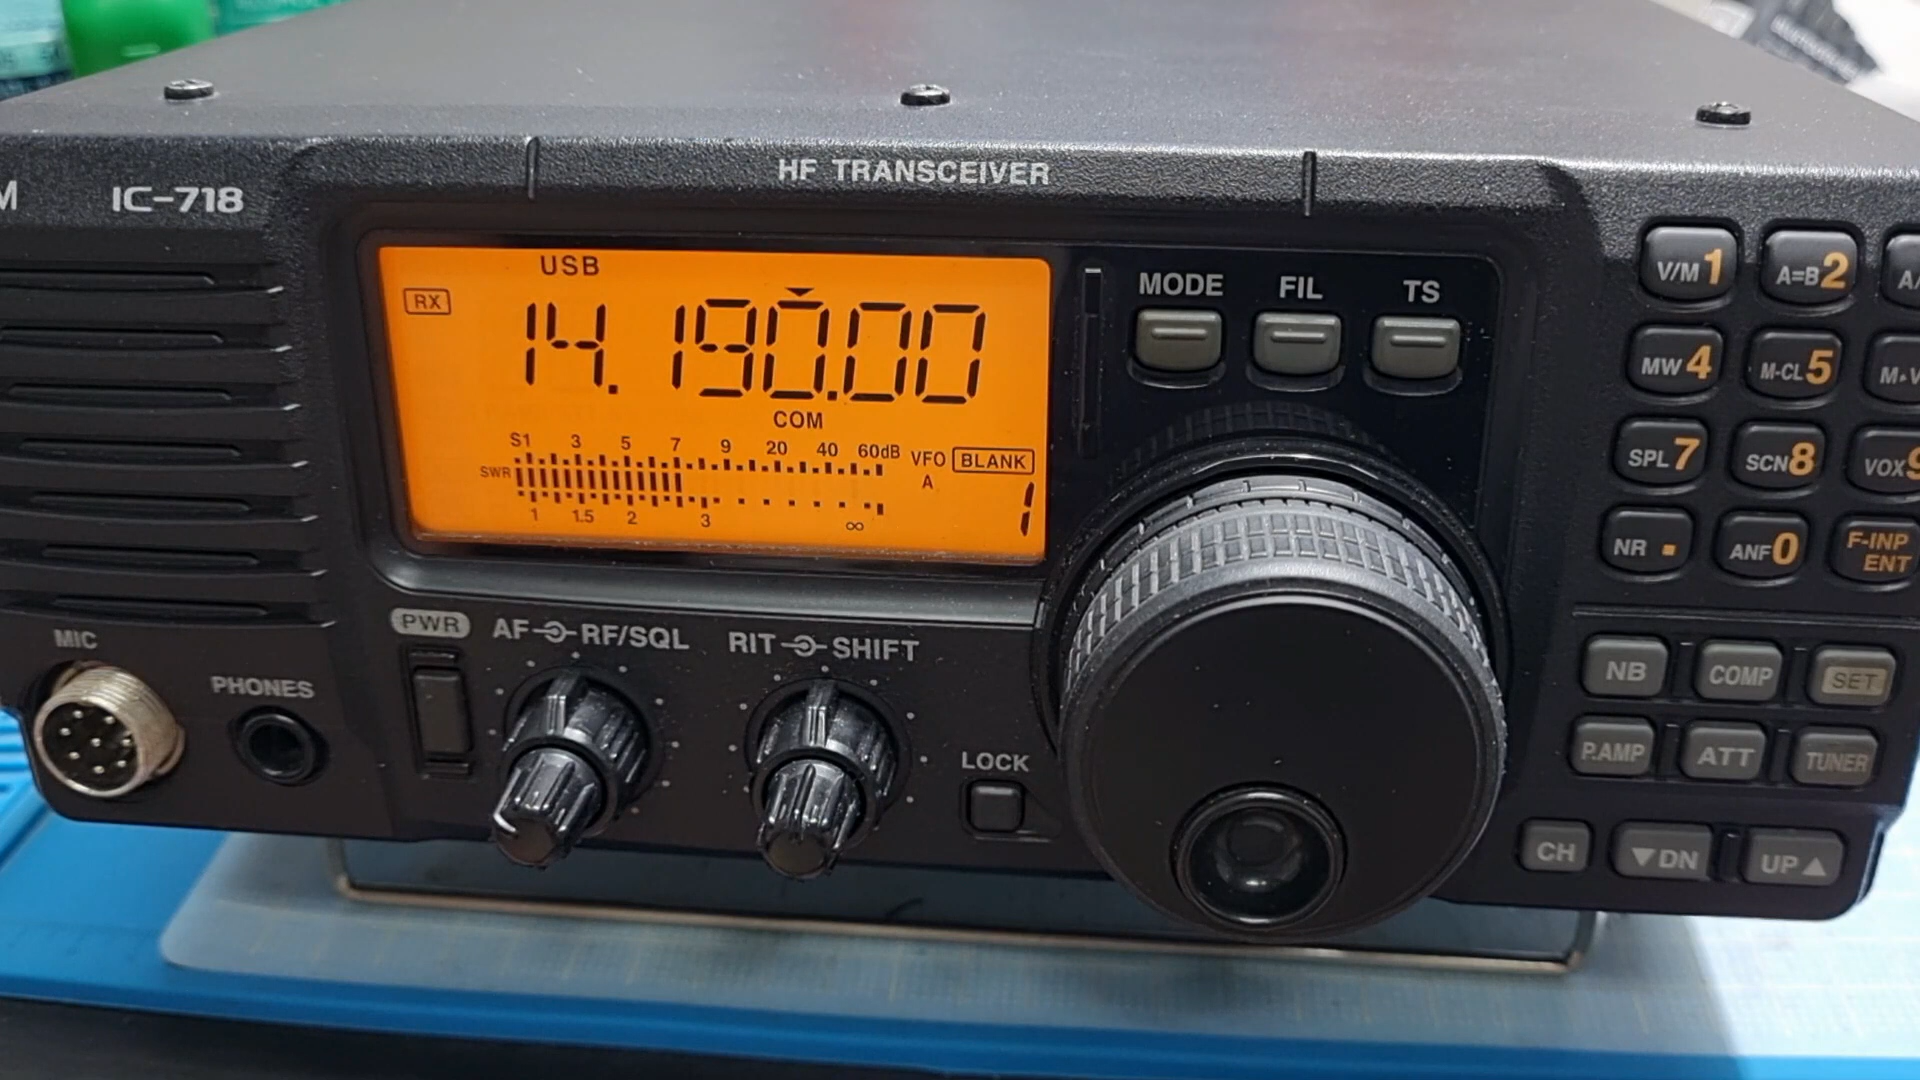 HF TRANSCEIVER
M IC-718
USB
RX
14.190.00
COM
S1 3 5 7 9 20 40 60dB
SWR
1 1.5 2 3 ∞
VFO
A
BLANK
1
MODE FIL TS
V/M 1 A=B 2 A/
MW 4 M-CL 5 M▸V
SPL 7 SCN 8 VOX 9
NR ▪ ANF 0 F-INP
ENT
PWR
AF RF/SQL
RIT SHIFT
MIC
PHONES
LOCK
NB COMP SET
P.AMP ATT TUNER
CH ▼DN UP▲